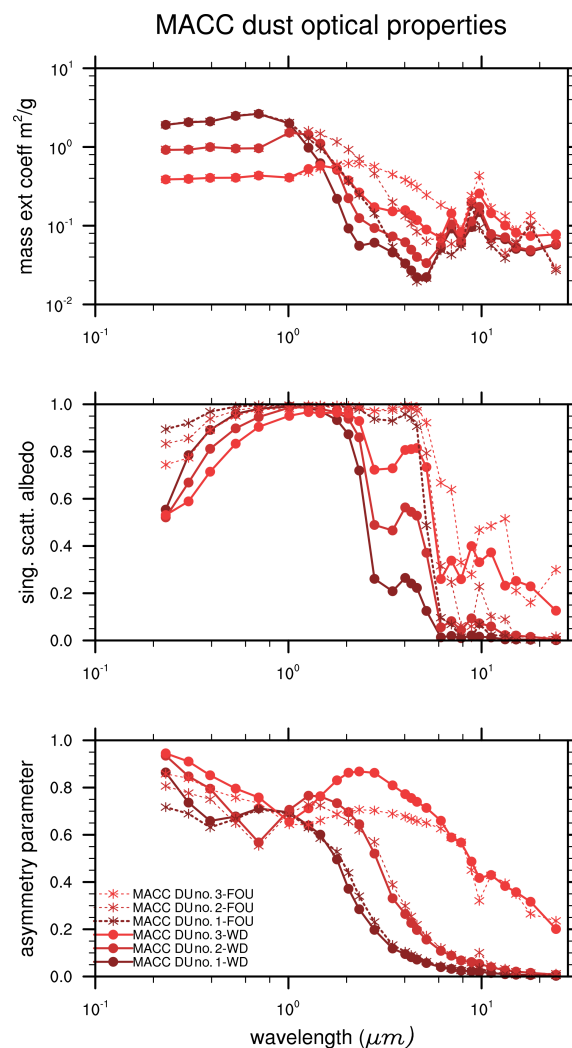 MACC dust optical properties
mass ext coeff m²/g
10¹
10⁰
10⁻¹
10⁻²
10⁻¹ 10⁰ 10¹
sing. scatt. albedo
1.0
0.8
0.6
0.4
0.2
0.0
10⁻¹ 10⁰ 10¹
asymmetry parameter
1.0
0.8
0.6
0.4
0.2
0.0
MACC DUno. 3-FOU
MACC DUno. 2-FOU
MACC DUno. 1-FOU
MACC DUno. 3-WD
MACC DUno. 2-WD
MACC DUno. 1-WD
10⁻¹ 10⁰ 10¹
wavelength (μm)